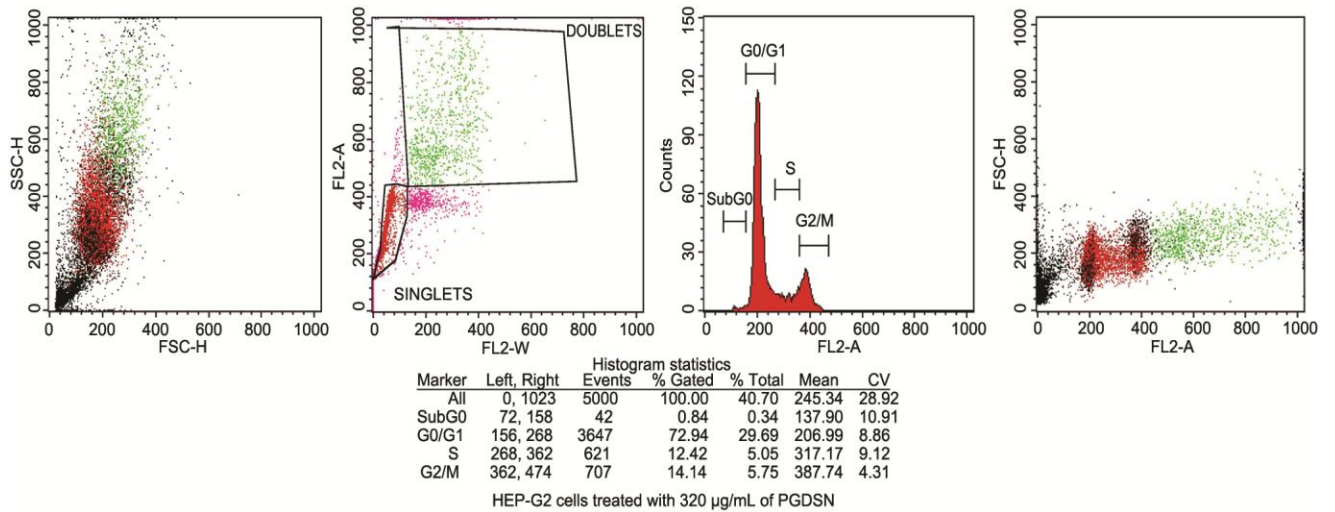 1000
800
600
400
200
0
SSC-H
0 200 400 600 800 1000
FSC-H
1000
800
600
400
200
0
FL2-A
DOUBLETS
SINGLETS
0 200 400 600 800 1000
FL2-W
150
120
90
60
30
0
Counts
G0/G1
S
SubG0
G2/M
0 200 400 600 800 1000
FL2-A
1000
800
600
400
200
0
FSC-H
0 200 400 600 800 1000
FL2-A
Histogram statistics
Marker Left, Right Events % Gated % Total Mean CV
All 0, 1023 5000 100.00 40.70 245.34 28.92
SubG0 72, 158 42 0.84 0.34 137.90 10.91
G0/G1 156, 268 3647 72.94 29.69 206.99 8.86
S 268, 362 621 12.42 5.05 317.17 9.12
G2/M 362, 474 707 14.14 5.75 387.74 4.31
HEP-G2 cells treated with 320 µg/mL of PGDSN